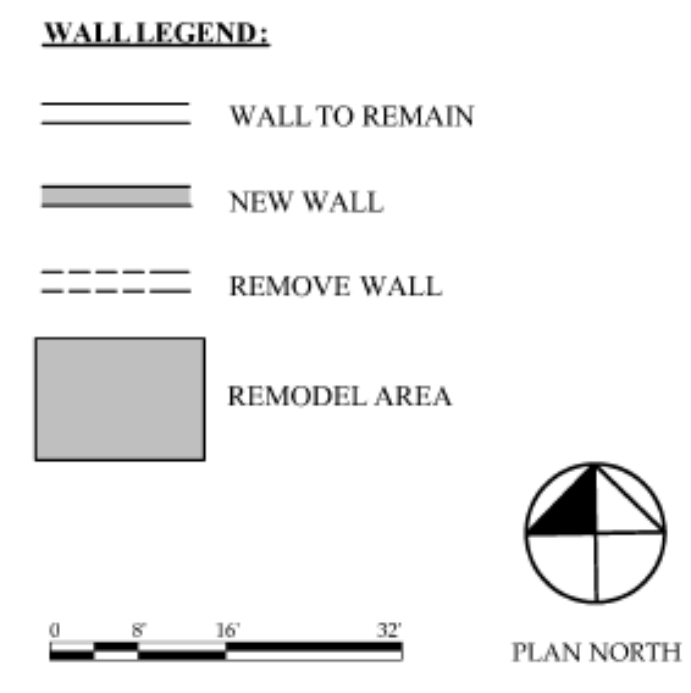 WALL LEGEND:
WALL TO REMAIN
NEW WALL
REMOVE WALL
REMODEL AREA
0 8' 16' 32'
PLAN NORTH